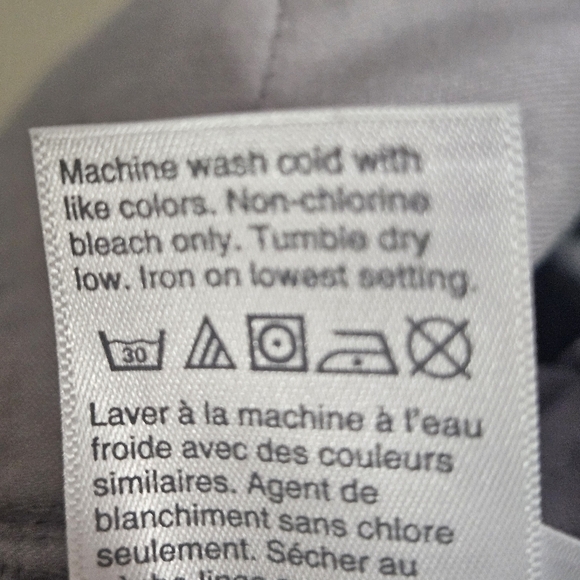 Machine wash cold with
like colors. Non-chlorine
bleach only. Tumble dry
low. Iron on lowest setting.
30
Laver à la machine à l'eau
froide avec des couleurs
similaires. Agent de
blanchiment sans chlore
seulement. Sécher au